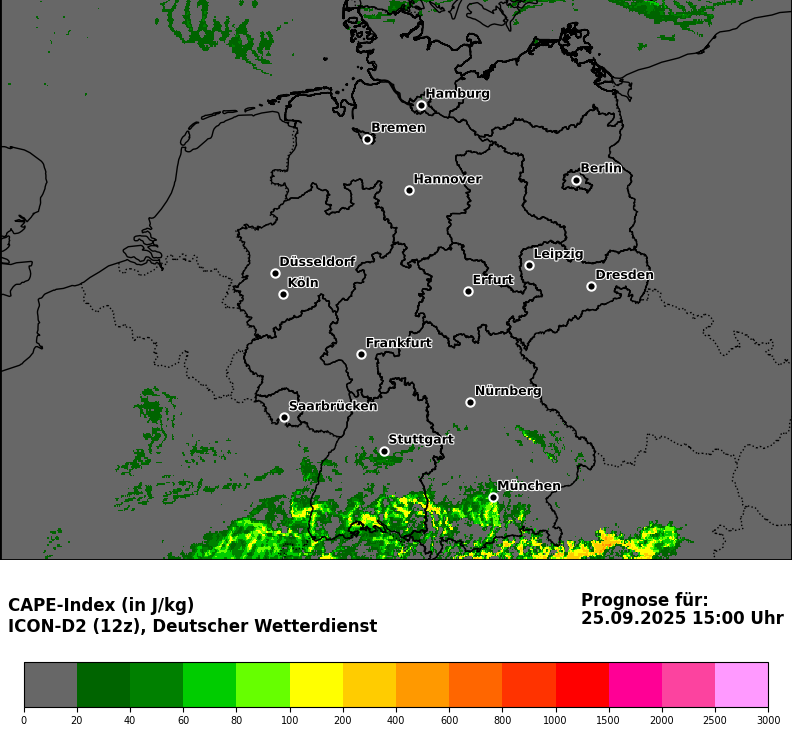 Hamburg
Bremen
Berlin
Hannover
Leipzig
Düsseldorf
Dresden
Köln
Erfurt
Frankfurt
Nürnberg
Saarbrücken
Stuttgart
München
CAPE-Index (in J/kg)
ICON-D2 (12z), Deutscher Wetterdienst
Prognose für:
25.09.2025 15:00 Uhr
0 20 40 60 80 100 200 400 600 800 1000 1500 2000 2500 3000